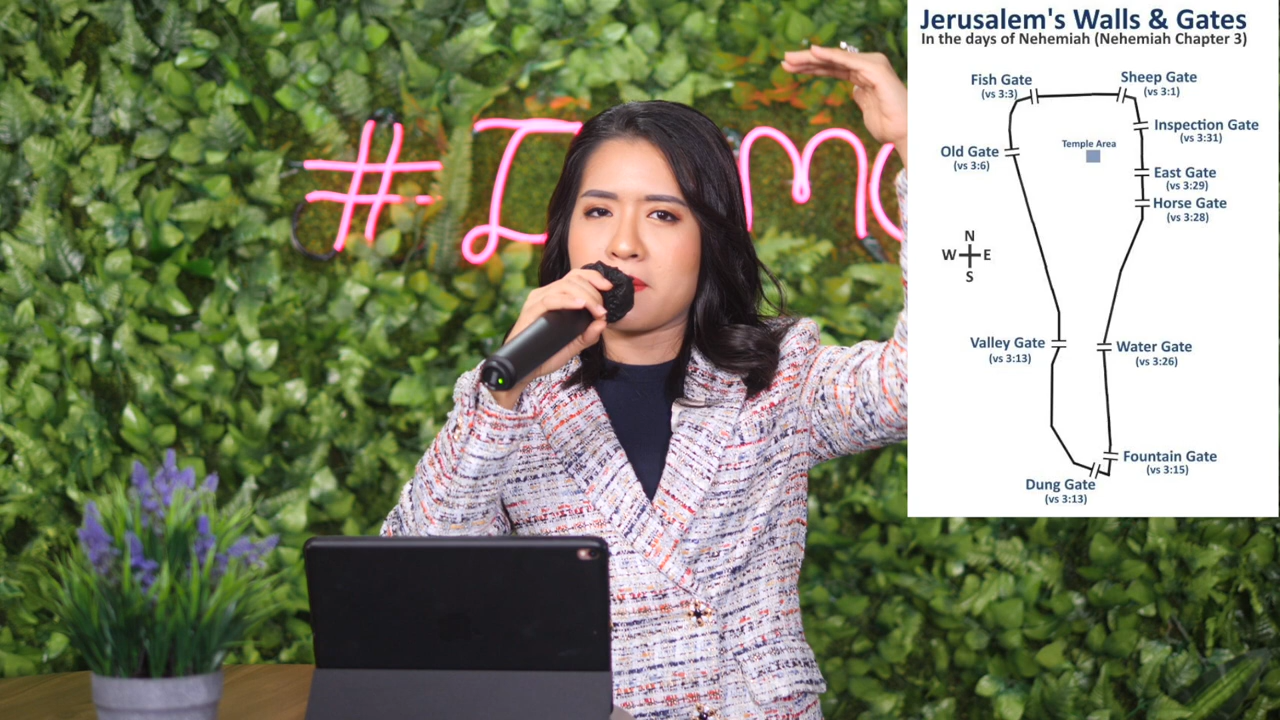 Jerusalem's Walls & Gates
In the days of Nehemiah (Nehemiah Chapter 3)
Fish Gate
(vs 3:3)
Sheep Gate
(vs 3:1)
Inspection Gate
(vs 3:31)
Old Gate
(vs 3:6)
Temple Area
East Gate
(vs 3:29)
Horse Gate
(vs 3:28)
N
W E
S
Valley Gate
(vs 3:13)
Water Gate
(vs 3:26)
Fountain Gate
(vs 3:15)
Dung Gate
(vs 3:13)